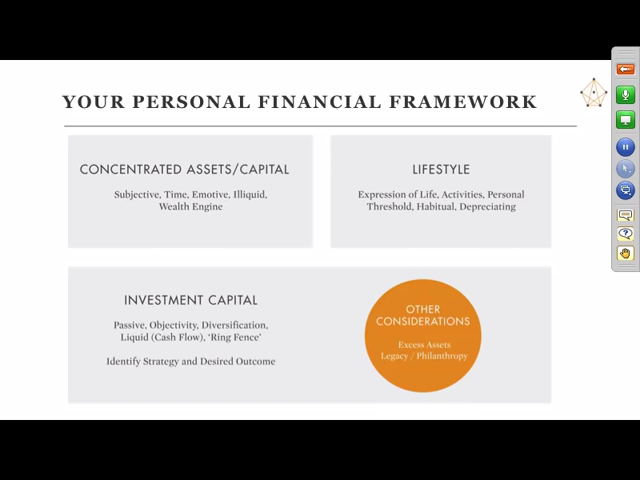 YOUR PERSONAL FINANCIAL FRAMEWORK
CONCENTRATED ASSETS/CAPITAL
Subjective, Time, Emotive, Illiquid,
Wealth Engine
LIFESTYLE
Expression of Life, Activities, Personal
Threshold, Habitual, Depreciating
INVESTMENT CAPITAL
Passive, Objectivity, Diversification,
Liquid (Cash Flow), ‘Ring Fence’
Identify Strategy and Desired Outcome
OTHER
CONSIDERATIONS
Excess Assets
Legacy / Philanthropy